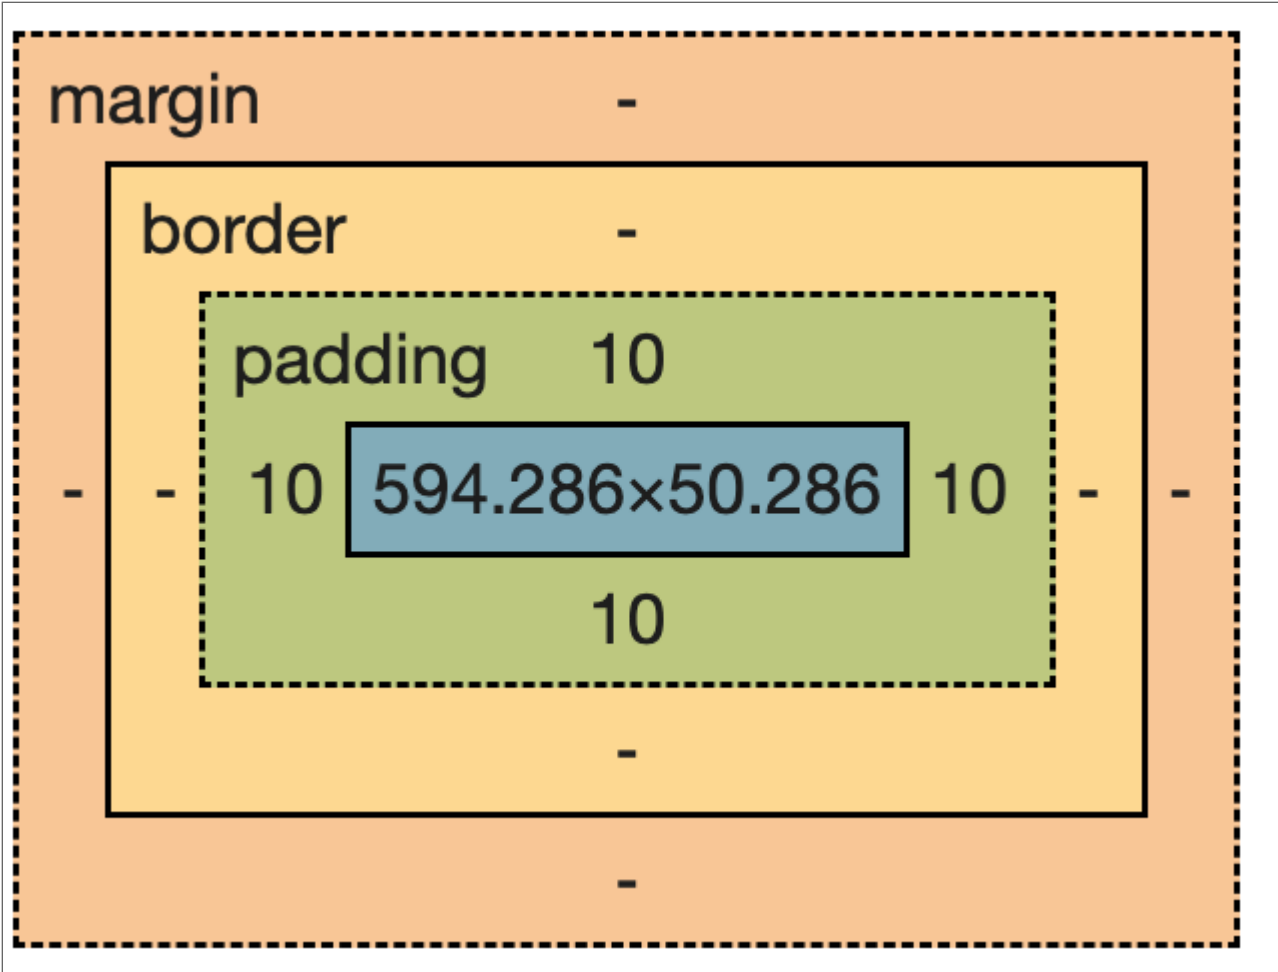 margin -
border -
padding 10
- - 10 594.286×50.286 10 - -
10
-
-